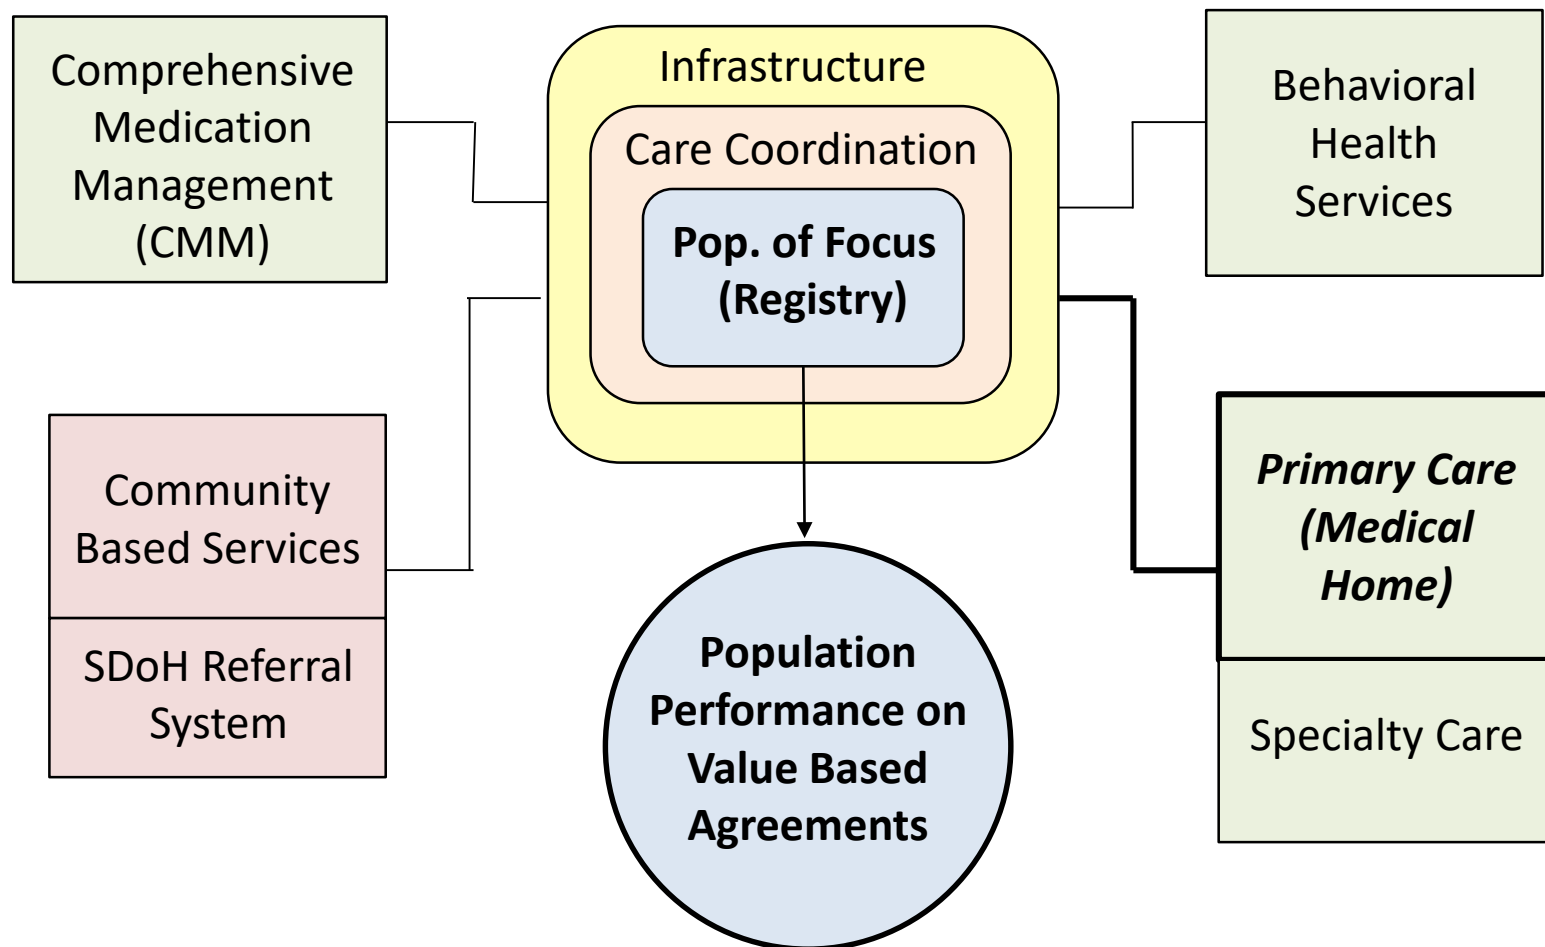 Comprehensive
Medication
Management
(CMM)
Infrastructure
Care Coordination
Pop. of Focus
(Registry)
Behavioral
Health
Services
Community
Based Services
SDoH Referral
System
Population
Performance on
Value Based
Agreements
Primary Care
(Medical
Home)
Specialty Care